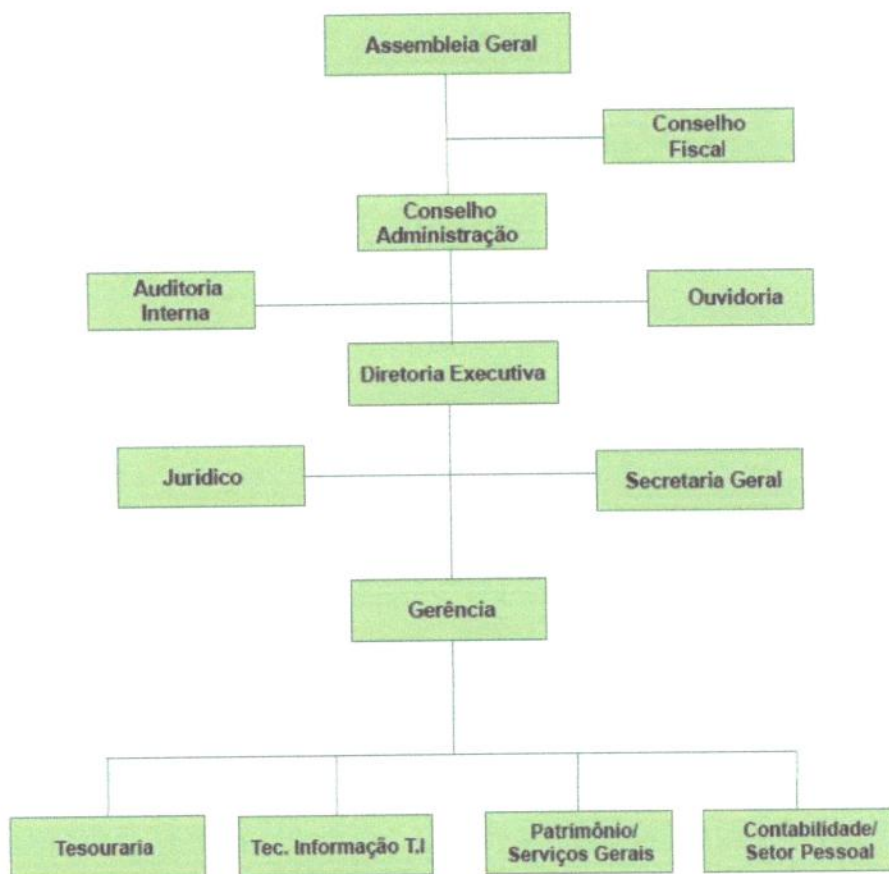 Assembleia Geral
Conselho
Fiscal
Conselho
Administração
Auditoria
Interna
Ouvidoria
Diretoria Executiva
Jurídico
Secretaria Geral
Gerência
Tesouraria
Tec. Informação T.I
Patrimônio/
Serviços Gerais
Contabilidade/
Setor Pessoal